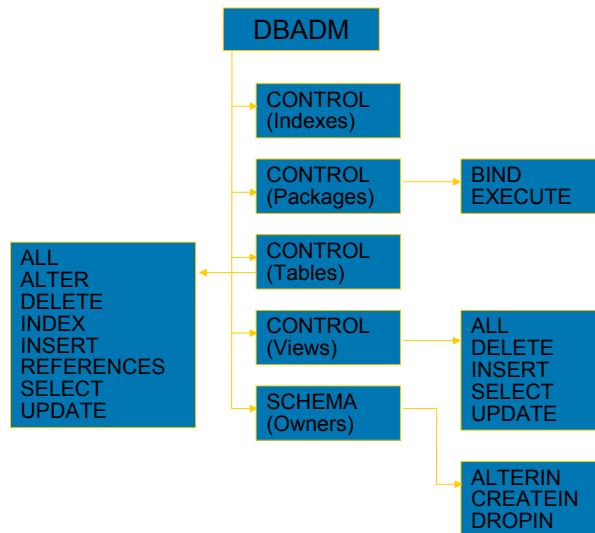 DBADM
CONTROL
(Indexes)
CONTROL
(Packages)
BIND
EXECUTE
CONTROL
(Tables)
ALL
ALTER
DELETE
INDEX
INSERT
REFERENCES
SELECT
UPDATE
CONTROL
(Views)
ALL
DELETE
INSERT
SELECT
UPDATE
SCHEMA
(Owners)
ALTERIN
CREATEIN
DROPIN